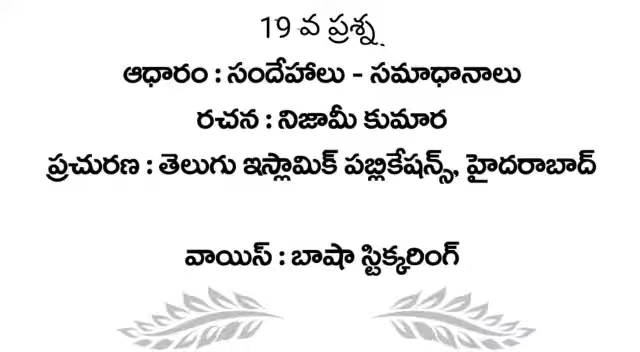 19 వ ప్రశ్న
ఆధారం : సందేహాలు - సమాధానాలు
రచన : నిజామీ కుమార
ప్రచురణ : తెలుగు ఇస్లామిక్ పబ్లికేషన్స్, హైదరాబాద్
వాయిస్ : బాషా స్టిక్కరింగ్